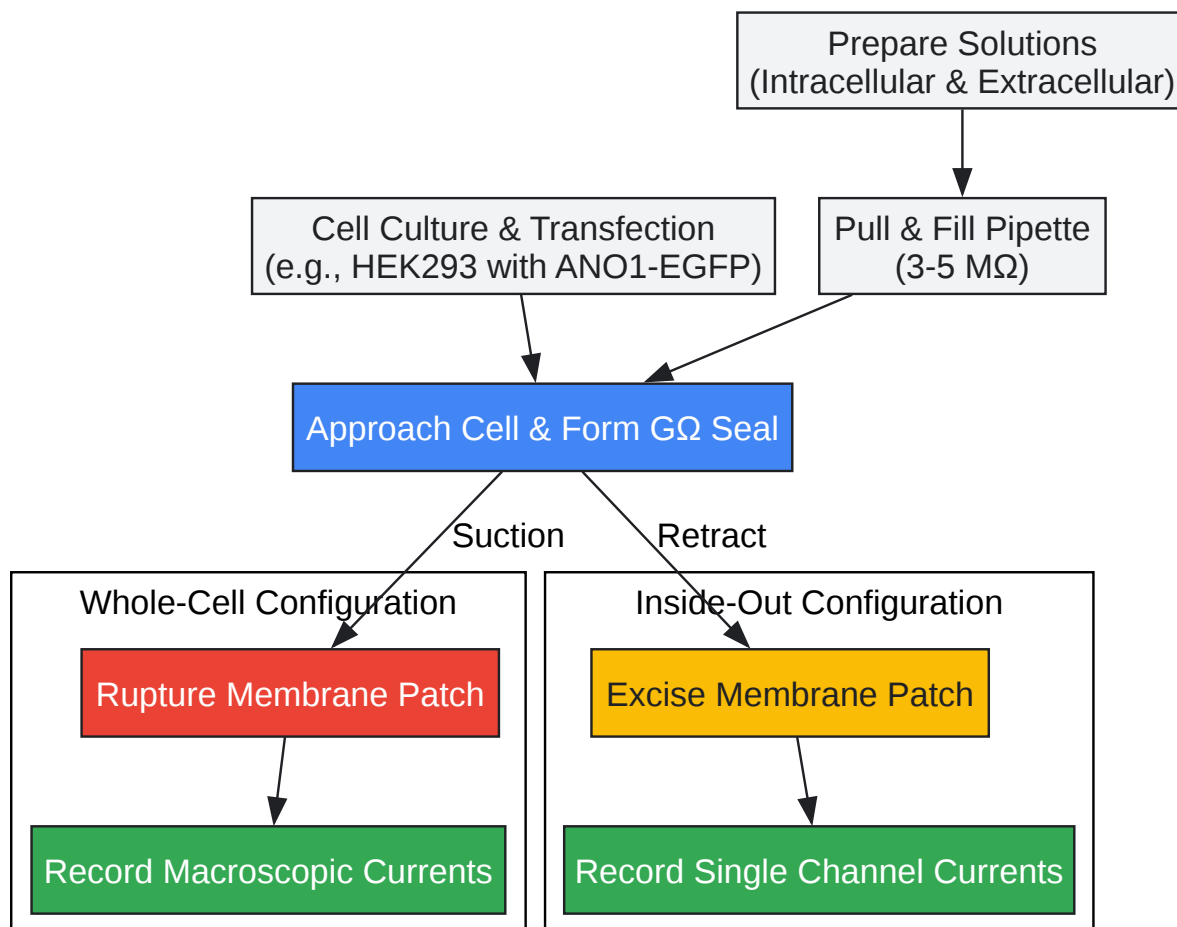 Prepare Solutions
(Intracellular & Extracellular)
Cell Culture & Transfection
(e.g., HEK293 with ANO1-EGFP)
Pull & Fill Pipette
(3-5 MΩ)
Approach Cell & Form GΩ Seal
Suction
Retract
Whole-Cell Configuration
Rupture Membrane Patch
Record Macroscopic Currents
Inside-Out Configuration
Excise Membrane Patch
Record Single Channel Currents